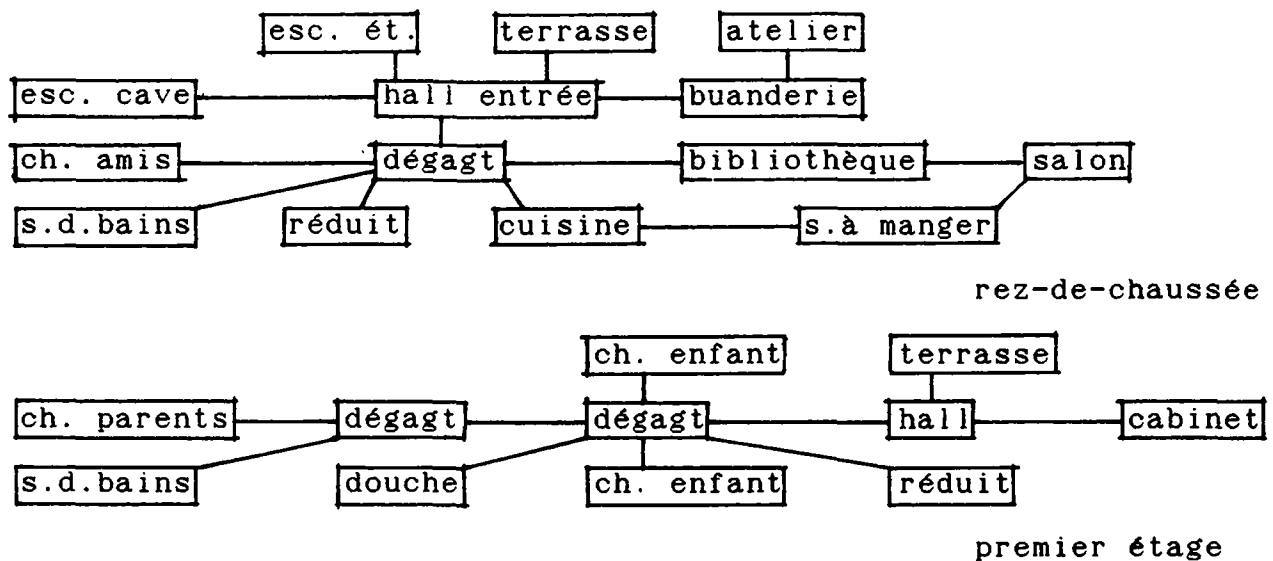 esc. ét. terrasse atelier
esc. cave hall entrée buanderie
ch. amis dégagt bibliothèque salon
s.d.bains réduit cuisine s.à manger
rez-de-chaussée
ch. enfant terrasse
ch. parents dégagt dégagt hall cabinet
s.d.bains douche ch. enfant réduit
premier étage